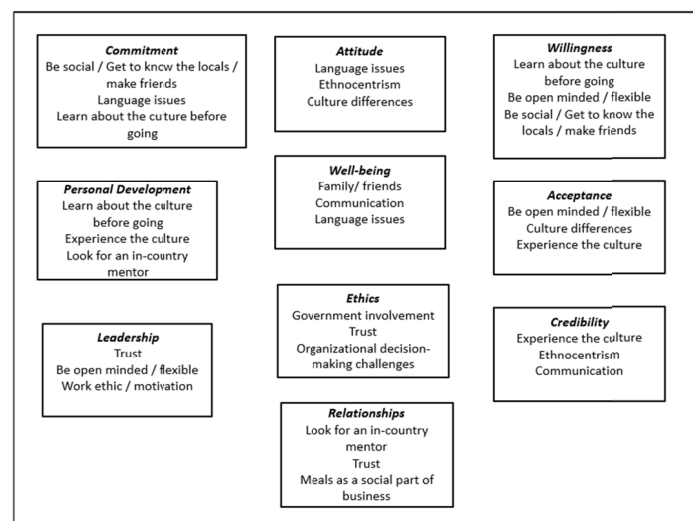 Commitment
Be social / Get to know the locals /
make friends
Language issues
Learn about the cuture before
going
Attitude
Language issues
Ethnocentrism
Culture differences
Willingness
Learn about the culture
before going
Be open minded / flexible
Be social / Get to know the
locals / make friends
Personal Development
Learn about the culture
before going
Experience the culture
Look for an in-country
mentor
Well-being
Family/ friends
Communication
Language issues
Acceptance
Be open minded / flexible
Culture differences
Experience the culture
Leadership
Trust
Be open minded / flexible
Work ethic / motivation
Ethics
Government involvement
Trust
Organizational decision-
making challenges
Credibility
Experience the culture
Ethnocentrism
Communication
Relationships
Look for an in-country
mentor
Trust
Meals as a social part of
business